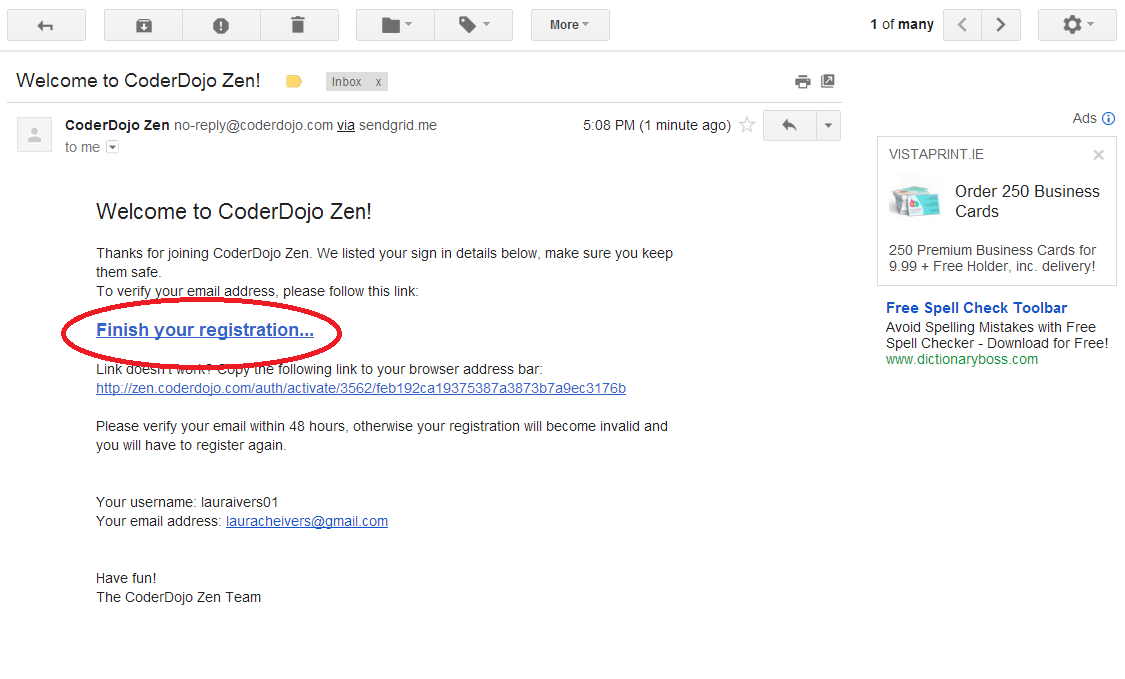 More
1 of many
Welcome to CoderDojo Zen!
Inbox x
CoderDojo Zen no-reply@coderdojo.com via sendgrid.me
5:08 PM (1 minute ago)
to me
Welcome to CoderDojo Zen!
Thanks for joining CoderDojo Zen. We listed your sign in details below, make sure you keep
them safe.
To verify your email address, please follow this link:
Finish your registration...
Link doesn't work? Copy the following link to your browser address bar:
http://zen.coderdojo.com/auth/activate/3562/feb192ca19375387a3873b7a9ec3176b
Please verify your email within 48 hours, otherwise your registration will become invalid and
you will have to register again.
Your username: lauraivers01
Your email address: lauracheivers@gmail.com
Have fun!
The CoderDojo Zen Team
Ads
VISTAPRINT.IE
Order 250 Business
Cards
250 Premium Business Cards for
9.99 + Free Holder, inc. delivery!
Free Spell Check Toolbar
Avoid Spelling Mistakes with Free
Spell Checker - Download for Free!
www.dictionaryboss.com